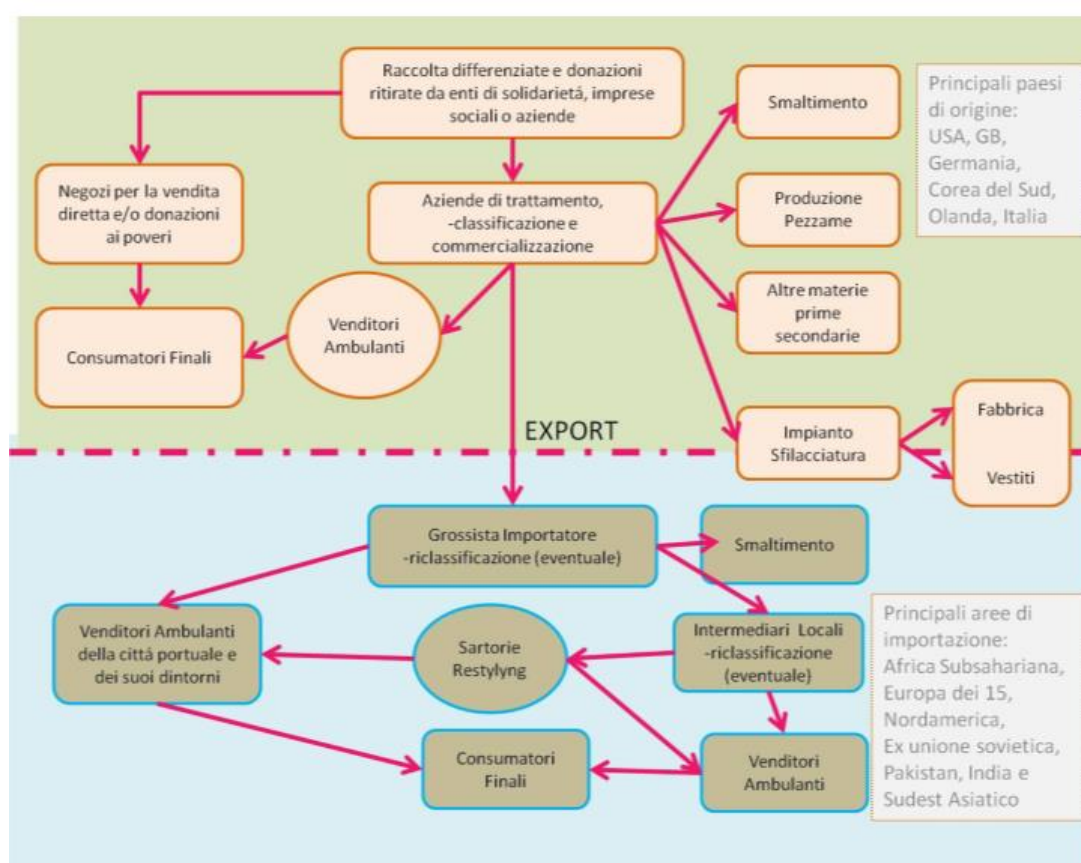 Raccolta differenziate e donazioni
ritirate da enti di solidarietá, imprese
sociali o aziende
Smaltimento
Principali paesi
di origine:
USA, GB,
Germania,
Corea del Sud,
Olanda, Italia
Negozi per la vendita
diretta e/o donazioni
ai poveri
Aziende di trattamento,
-classificazione e
commercializzazione
Produzione
Pezzame
Altre materie
prime
secondarie
Venditori
Ambulanti
Consumatori Finali
EXPORT
Impianto
Sfilacciatura
Fabbrica
Vestiti
Grossista Importatore
-riclassificazione (eventuale)
Smaltimento
Venditori Ambulanti
della cittá portuale e
dei suoi dintorni
Sartorie
Restylyng
Intermediari Locali
-riclassificazione
(eventuale)
Principali aree di
importazione:
Africa Subsahariana,
Europa dei 15,
Nordamerica,
Ex unione sovietica,
Pakistan, India e
Sudest Asiatico
Consumatori
Finali
Venditori
Ambulanti